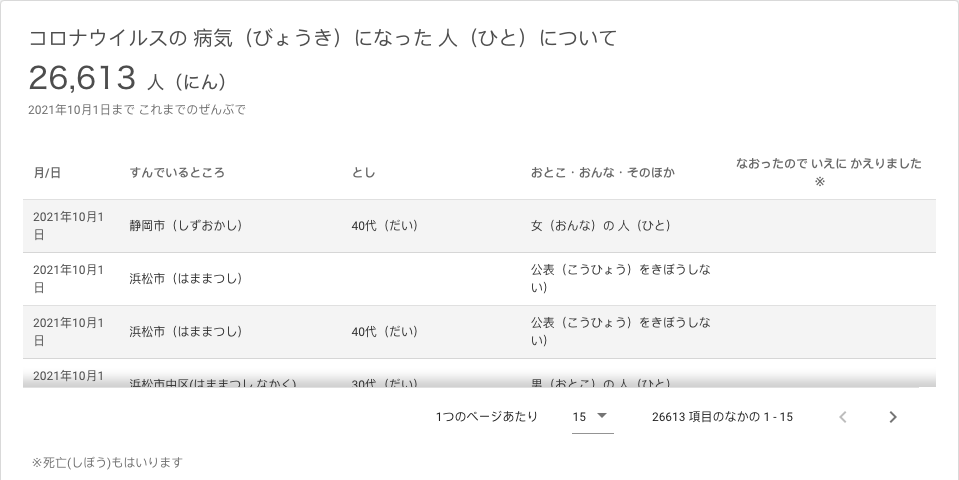 コロナウイルスの 病気（びょうき）になった 人（ひと）について
26,613 人（にん）
2021年10月1日まで これまでのぜんぶで
月/日 すんでいるところ とし おとこ・おんな・そのほか なおったので いえに かえりました
※
2021年10月1日 静岡市（しずおかし） 40代（だい） 女（おんな）の 人（ひと）
2021年10月1日 浜松市（はままつし） 公表（こうひょう）をきぼうしない）
2021年10月1日 浜松市（はままつし） 40代（だい） 公表（こうひょう）をきぼうしない）
2021年10月1 浜松市中区(はままつし なかく) 30代（だい） 男（おとこ）の 人（ひと）
1つのページあたり 15 26613 項目のなかの 1 - 15
※死亡(しぼう)もはいります